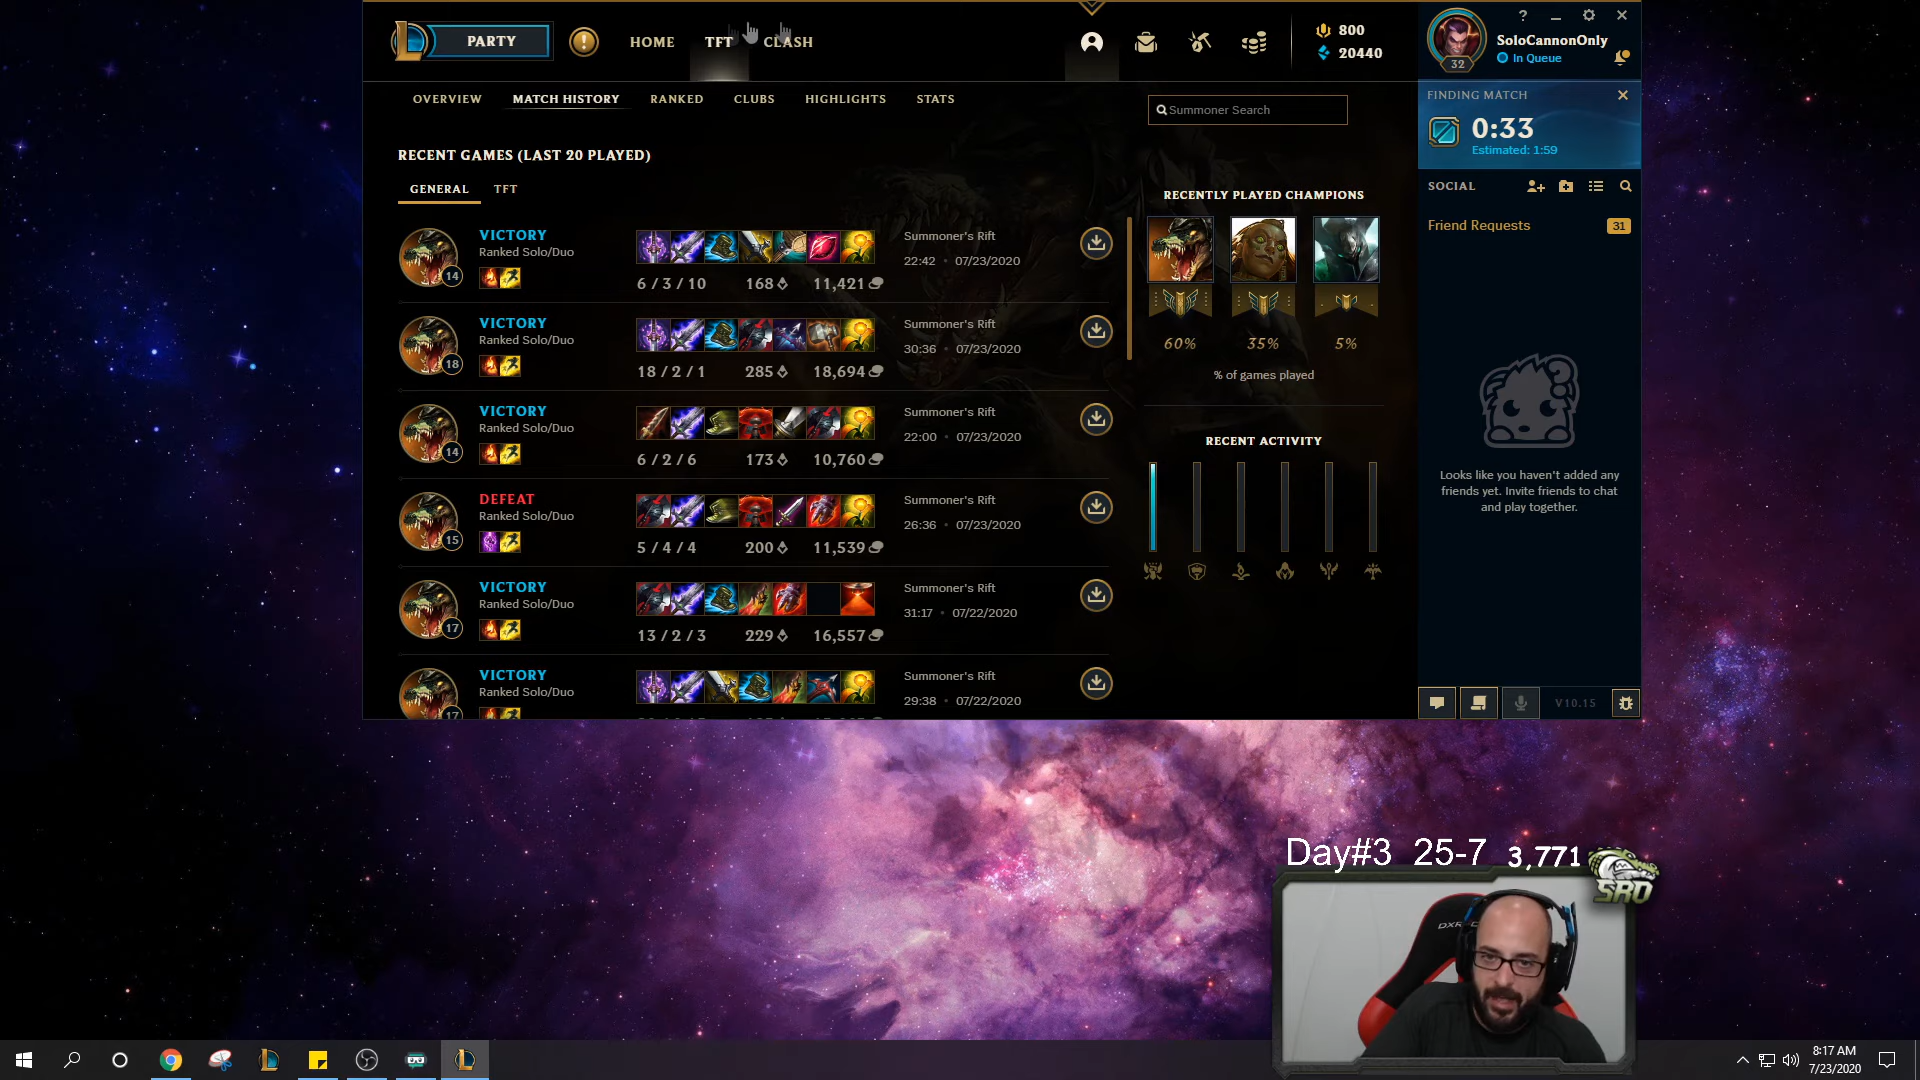 PARTY
HOME
TFT
CLASH
800
20440
SoloCannonOnly
In Queue
32
OVERVIEW
MATCH HISTORY
RANKED
CLUBS
HIGHLIGHTS
STATS
Summoner Search
FINDING MATCH
0:33
Estimated: 1:59
SOCIAL
Friend Requests
31
Looks like you haven't added any
friends yet. Invite friends to chat
and play together.
V10.15
RECENT GAMES (LAST 20 PLAYED)
GENERAL
TFT
14
VICTORY
Ranked Solo/Duo
6 / 3 / 10
168
11,421
Summoner's Rift
22:42 • 07/23/2020
18
VICTORY
Ranked Solo/Duo
18 / 2 / 1
285
18,694
Summoner's Rift
30:36 • 07/23/2020
14
VICTORY
Ranked Solo/Duo
6 / 2 / 6
173
10,760
Summoner's Rift
22:00 • 07/23/2020
15
DEFEAT
Ranked Solo/Duo
5 / 4 / 4
200
11,539
Summoner's Rift
26:36 • 07/23/2020
17
VICTORY
Ranked Solo/Duo
13 / 2 / 3
229
16,557
Summoner's Rift
31:17 • 07/22/2020
17
VICTORY
Ranked Solo/Duo
Summoner's Rift
29:38 • 07/22/2020
RECENTLY PLAYED CHAMPIONS
60%
35%
5%
% of games played
RECENT ACTIVITY
Day#3 25-7 3,771
SRO
DXR
8:17 AM
7/23/2020